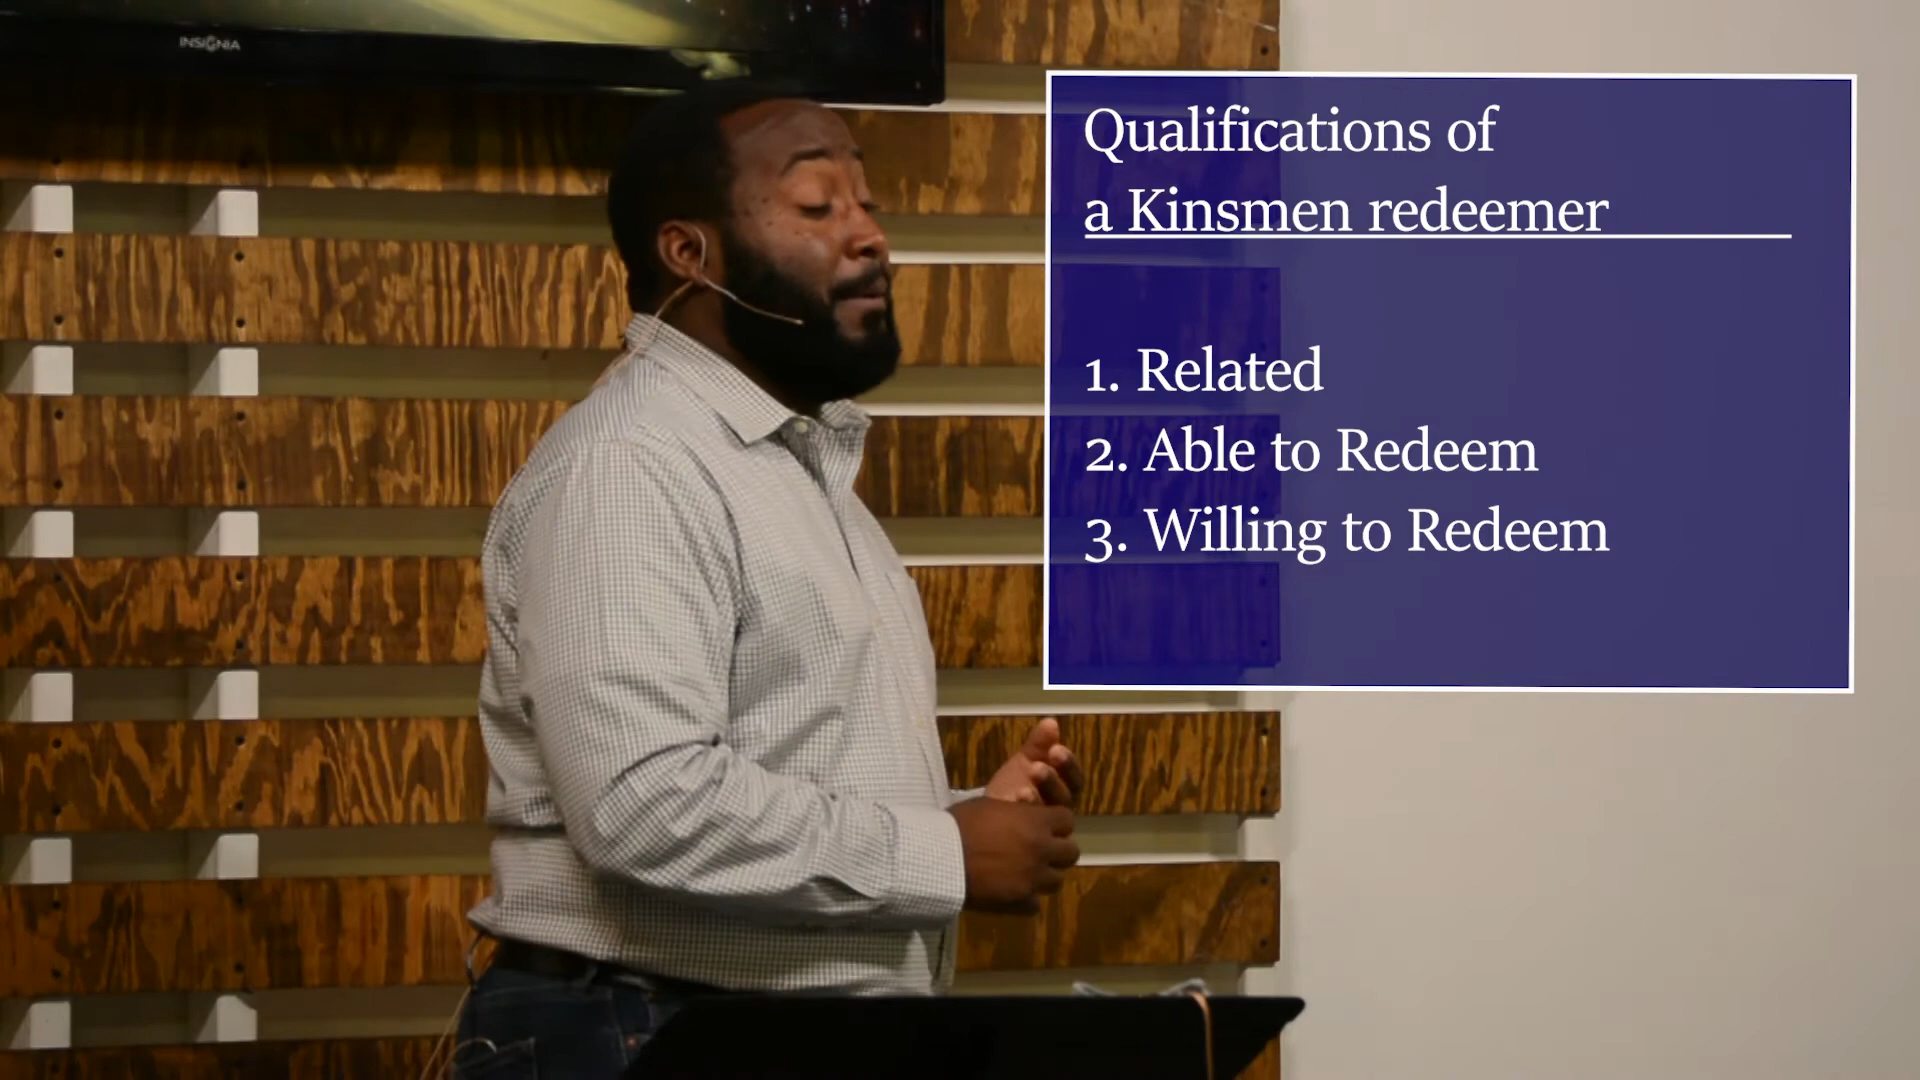 INSIGNIA
Qualifications of
a Kinsmen redeemer
1. Related
2. Able to Redeem
3. Willing to Redeem